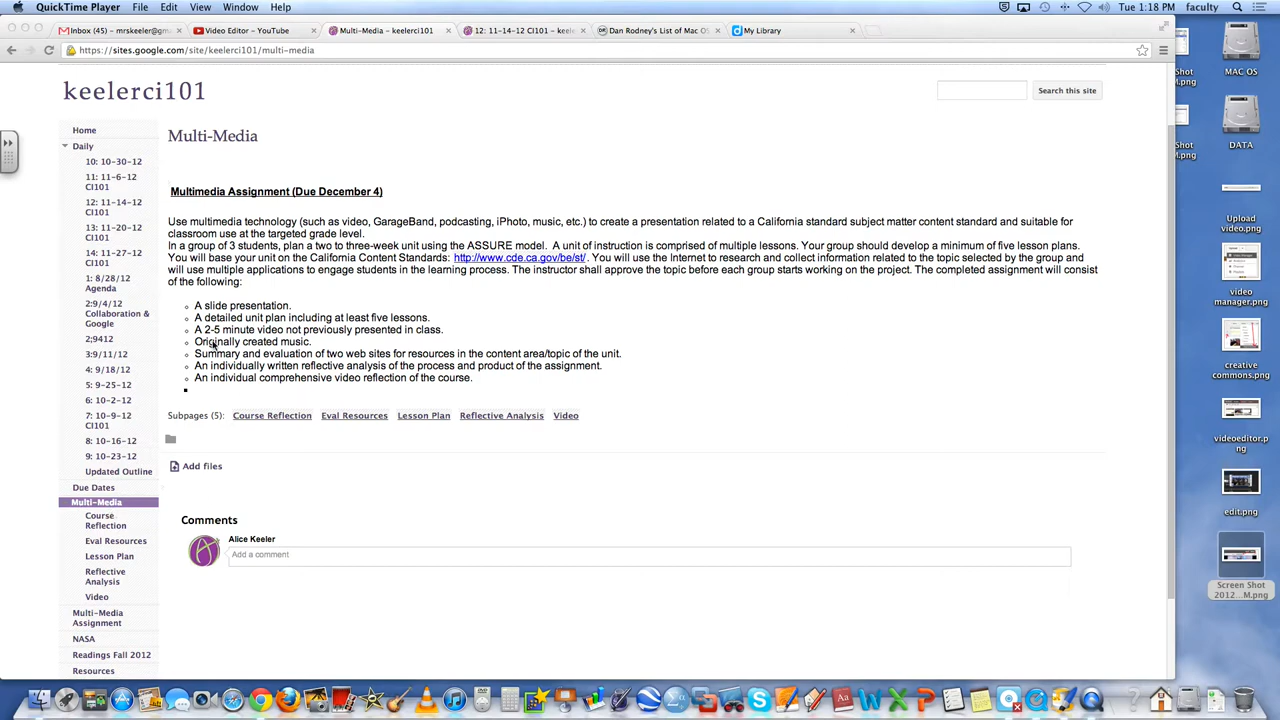 QuickTime Player File Edit View Window Help Tue 1:18 PM faculty
Inbox (45) – mrskeeler@gm Video Editor – YouTube Multi-Media – keelerci101 12: 11-14-12 CI101 – keele Dan Rodney's List of Mac OS My Library
https://sites.google.com/site/keelerci101/multi-media
keelerci101
Search this site
Home
Daily
10: 10-30-12
11: 11-6-12
CI101
12: 11-14-12
CI101
13: 11-20-12
CI101
14: 11-27-12
CI101
1: 8/28/12
Agenda
2:9/4/12
Collaboration &
Google
2;9412
3:9/11/12
4: 9/18/12
5: 9-25-12
6: 10-2-12
7: 10-9-12
CI101
8: 10-16-12
9: 10-23-12
Updated Outline
Due Dates
Multi-Media
Course
Reflection
Eval Resources
Lesson Plan
Reflective
Analysis
Video
Multi-Media
Assignment
NASA
Readings Fall 2012
Resources
Multi-Media
Multimedia Assignment (Due December 4)
Use multimedia technology (such as video, GarageBand, podcasting, iPhoto, music, etc.) to create a presentation related to a California standard subject matter content standard and suitable for
classroom use at the targeted grade level.
In a group of 3 students, plan a two to three-week unit using the ASSURE model. A unit of instruction is comprised of multiple lessons. Your group should develop a minimum of five lesson plans.
You will base your unit on the California Content Standards: http://www.cde.ca.gov/be/st/. You will use the Internet to research and collect information related to the topic selected by the group and
will use multiple applications to engage students in the learning process. The instructor shall approve the topic before each group starts working on the project. The completed assignment will consist
of the following:
A slide presentation.
A detailed unit plan including at least five lessons.
A 2-5 minute video not previously presented in class.
Originally created music.
Summary and evaluation of two web sites for resources in the content area/topic of the unit.
An individually written reflective analysis of the process and product of the assignment.
An individual comprehensive video reflection of the course.
Subpages (5): Course Reflection Eval Resources Lesson Plan Reflective Analysis Video
Add files
Comments
Alice Keeler
Add a comment
Shot
M.png
MAC OS
Shot
M.png
DATA
Upload
video.png
video
manager.png
creative
commons.png
videoeditor.p
ng
edit.png
Screen Shot
2012...M.png